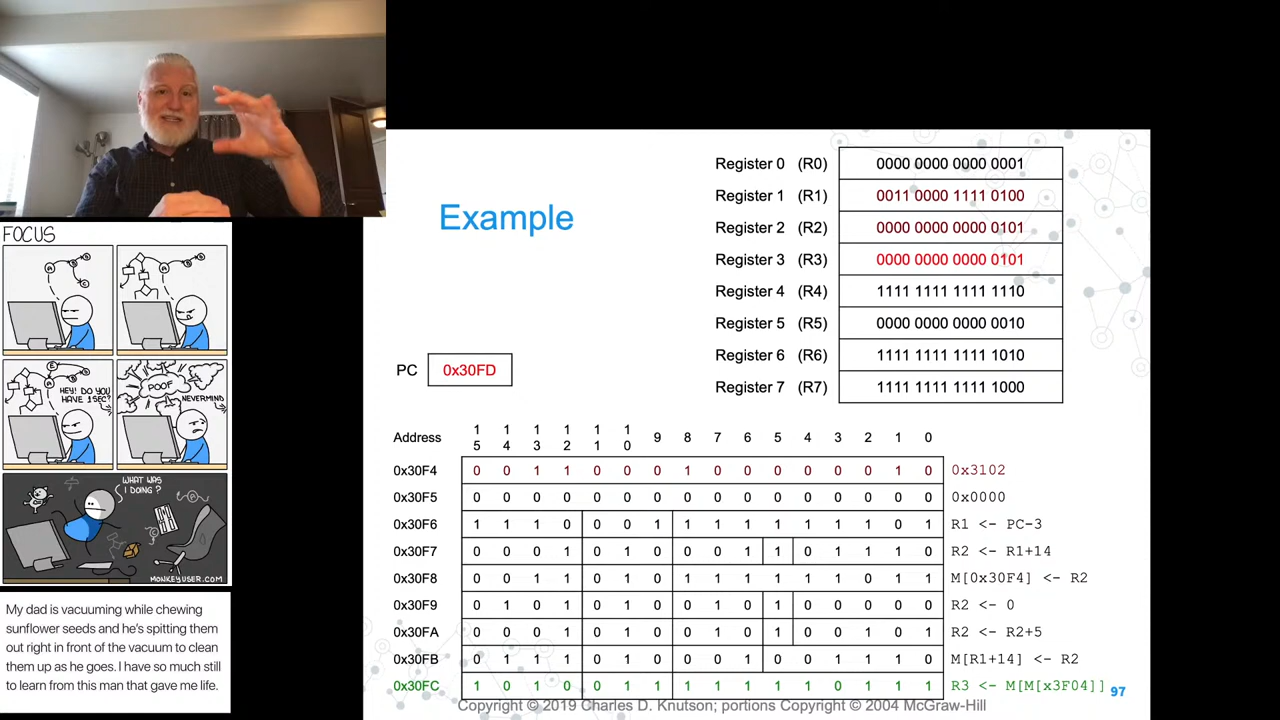 FOCUS
HEY! DO YOU
HAVE 1 SEC?
POOF
NEVERMIND
WHAT WAS
I DOING?
MONKEYUSER.COM
My dad is vacuuming while chewing
sunflower seeds and he's spitting them
out right in front of the vacuum to clean
them up as he goes. I have so much still
to learn from this man that gave me life.
Example
Register 0 (R0) 0000 0000 0000 0001
Register 1 (R1) 0011 0000 1111 0100
Register 2 (R2) 0000 0000 0000 0101
Register 3 (R3) 0000 0000 0000 0101
Register 4 (R4) 1111 1111 1111 1110
Register 5 (R5) 0000 0000 0000 0010
Register 6 (R6) 1111 1111 1111 1010
Register 7 (R7) 1111 1111 1111 1000
PC 0x30FD
Address 15 14 13 12 11 10 9 8 7 6 5 4 3 2 1 0
0x30F4 0 0 1 1 0 0 0 1 0 0 0 0 0 0 1 0 0x3102
0x30F5 0 0 0 0 0 0 0 0 0 0 0 0 0 0 0 0 0x0000
0x30F6 1 1 1 0 0 0 1 1 1 1 1 1 1 1 0 1 R1 <- PC-3
0x30F7 0 0 0 1 0 1 0 0 0 1 1 0 1 1 1 0 R2 <- R1+14
0x30F8 0 0 1 1 0 1 0 1 1 1 1 1 1 0 1 1 M[0x30F4] <- R2
0x30F9 0 1 0 1 0 1 0 0 1 0 1 0 0 0 0 0 R2 <- 0
0x30FA 0 0 0 1 0 1 0 0 1 0 1 0 0 1 0 1 R2 <- R2+5
0x30FB 0 1 1 1 0 1 0 0 0 1 0 0 1 1 1 0 M[R1+14] <- R2
0x30FC 1 0 1 0 0 1 1 1 1 1 1 1 0 1 1 1 R3 <- M[M[x3F04]]
97
Copyright © 2019 Charles D. Knutson; portions Copyright © 2004 McGraw-Hill